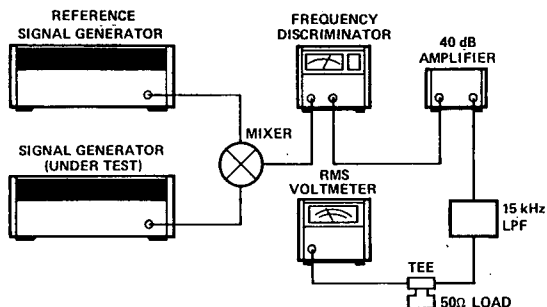 REFERENCE
SIGNAL GENERATOR
FREQUENCY
DISCRIMINATOR
40 dB
AMPLIFIER
MIXER
SIGNAL GENERATOR
(UNDER TEST)
RMS
VOLTMETER
15 kHz
LPF
TEE
50Ω LOAD